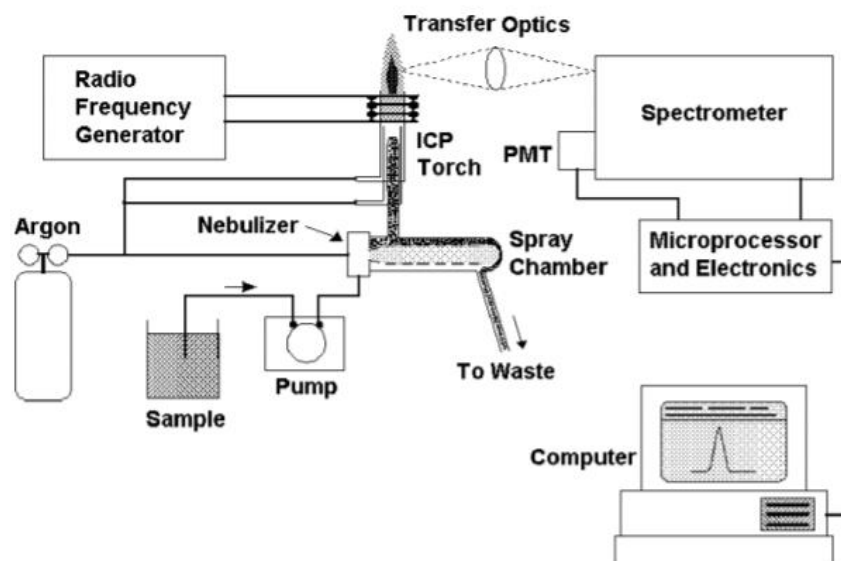 Transfer Optics
Radio
Frequency
Generator
Spectrometer
ICP
Torch
PMT
Argon
Nebulizer
Spray
Chamber
Microprocessor
and Electronics
Pump
To Waste
Sample
Computer